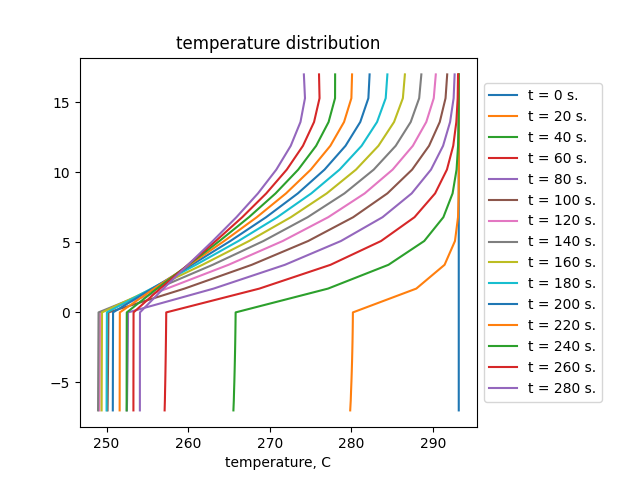 temperature distribution
15
10
5
0
−5
250 260 270 280 290
temperature, C
t = 0 s.
t = 20 s.
t = 40 s.
t = 60 s.
t = 80 s.
t = 100 s.
t = 120 s.
t = 140 s.
t = 160 s.
t = 180 s.
t = 200 s.
t = 220 s.
t = 240 s.
t = 260 s.
t = 280 s.